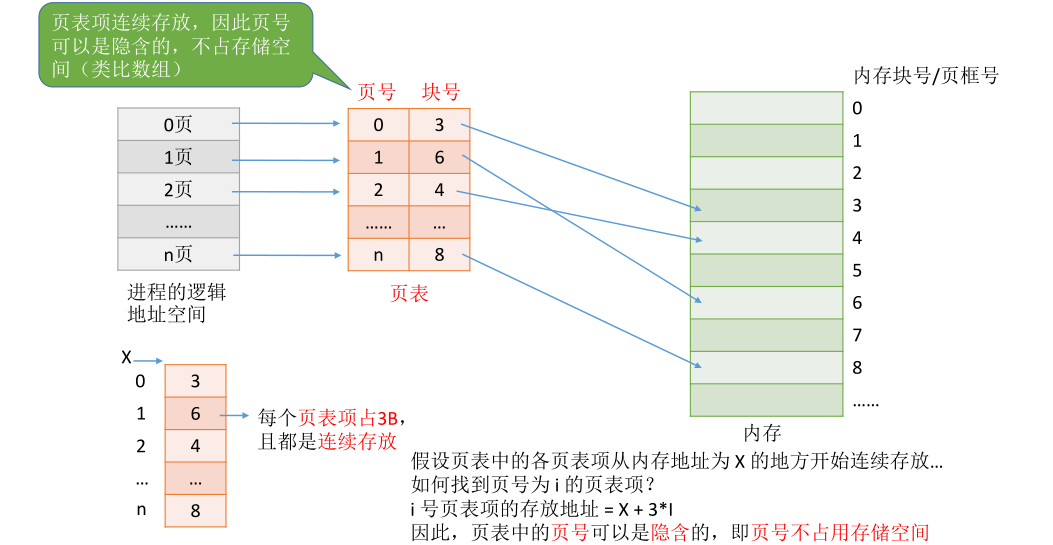 页表项连续存放，因此页号
可以是隐含的，不占存储空
间（类比数组）
页号 块号
内存块号/页框号
0页
1页
2页
……
n页
0 3
1 6
2 4
…… …
n 8
0
1
2
3
4
5
6
7
8
……
进程的逻辑
地址空间
页表
内存
X
0 3
1 6
2 4
… …
n 8
每个页表项占3B，
且都是连续存放
假设页表中的各页表项从内存地址为 X 的地方开始连续存放…
如何找到页号为 i 的页表项？
i 号页表项的存放地址 = X + 3*I
因此，页表中的页号可以是隐含的，即页号不占用存储空间